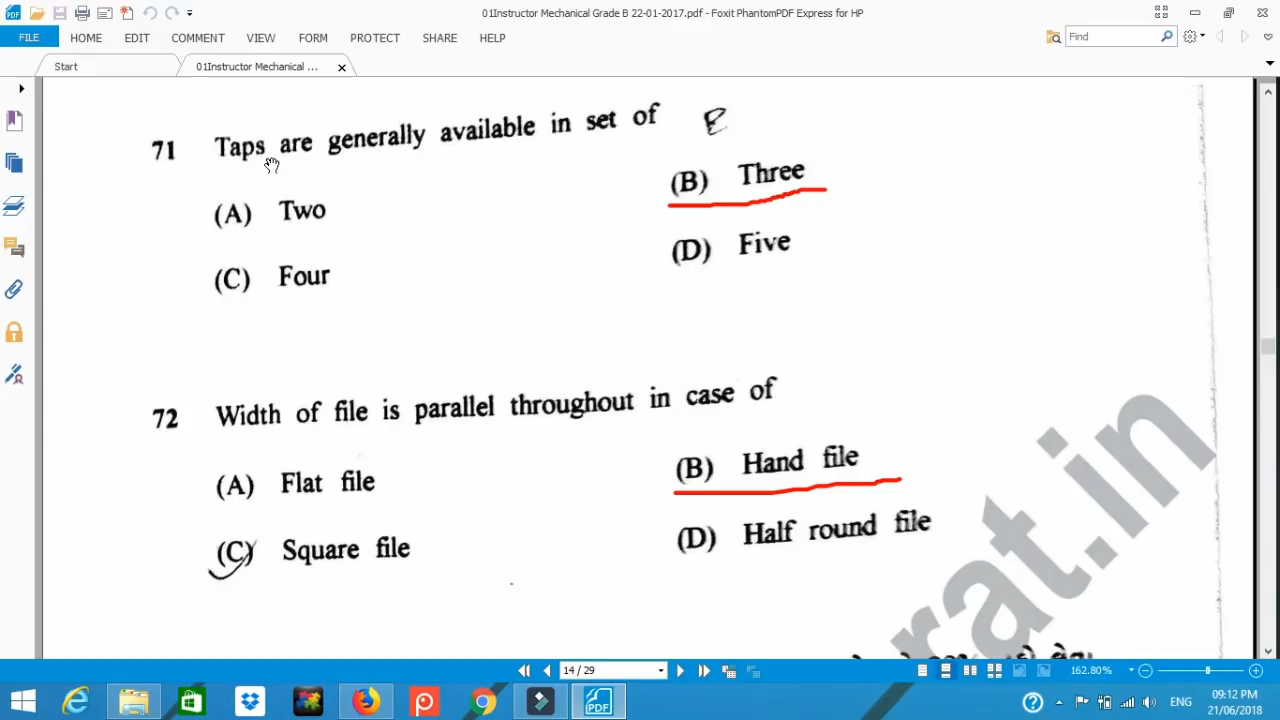 01Instructor Mechanical Grade B 22-01-2017.pdf - Foxit PhantomPDF Express for HP
FILE HOME EDIT COMMENT VIEW FORM PROTECT SHARE HELP Find
Start 01Instructor Mechanical ...
71 Taps are generally available in set of
(A) Two (B) Three
(C) Four (D) Five
72 Width of file is parallel throughout in case of
(A) Flat file (B) Hand file
(C) Square file (D) Half round file
rat.in
14 / 29 162.80%
PDF ENG 09:12 PM
21/06/2018